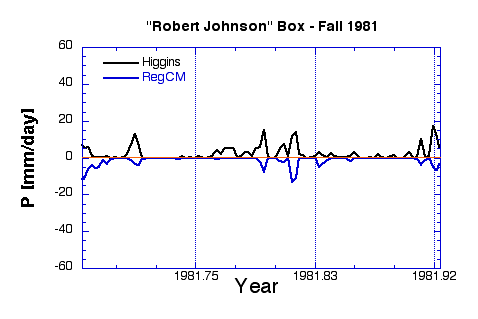 "Robert Johnson" Box - Fall 1981
60
Higgins
RegCM
40
20
0
-20
-40
-60
P [mm/day]
1981.75
1981.83
1981.92
Year